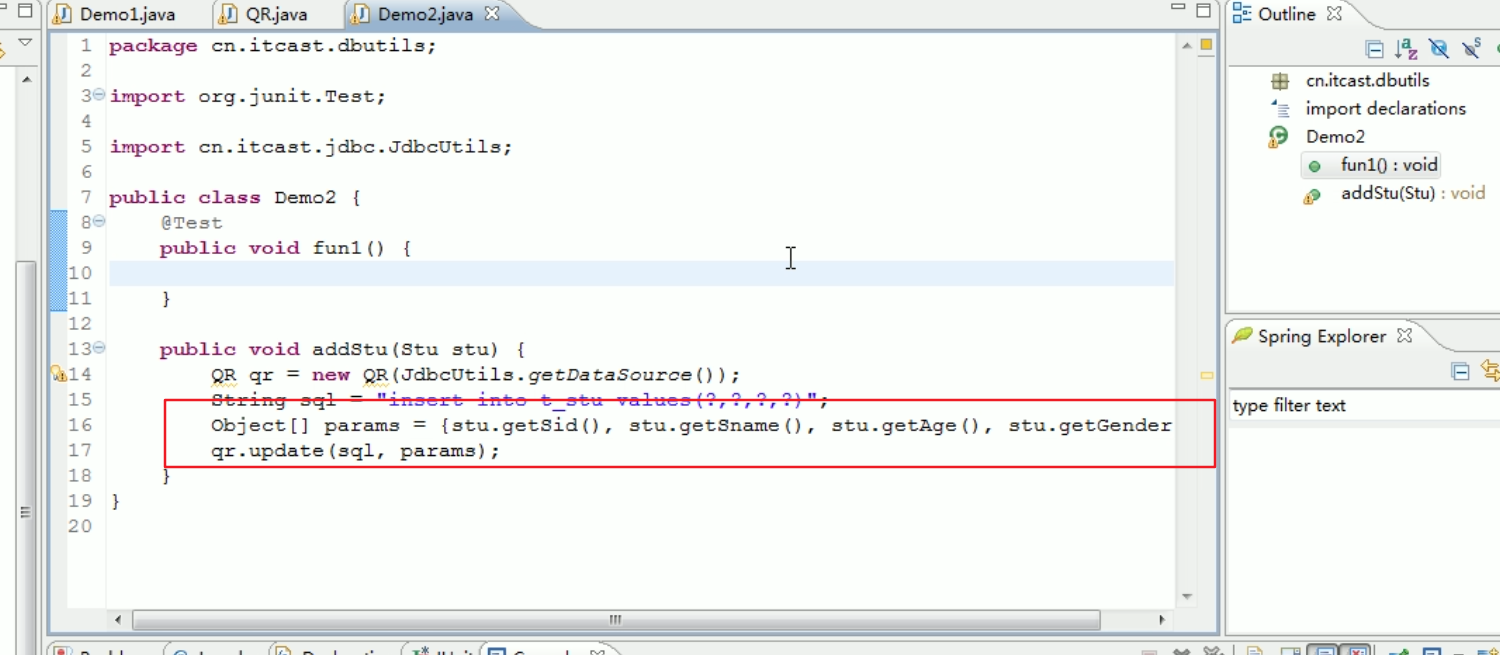 Demo1.java
QR.java
Demo2.java
1 package cn.itcast.dbutils;
2
3 import org.junit.Test;
4
5 import cn.itcast.jdbc.JdbcUtils;
6
7 public class Demo2 {
8 @Test
9 public void fun1() {
10
11 }
12
13 public void addStu(Stu stu) {
14 QR qr = new QR(JdbcUtils.getDataSource());
15 String sql = "insert into t_stu values(?,?,?,?)";
16 Object[] params = {stu.getSid(), stu.getSname(), stu.getAge(), stu.getGender
17 qr.update(sql, params);
18 }
19 }
20
Outline
cn.itcast.dbutils
import declarations
Demo2
fun1() : void
addStu(Stu) : void
Spring Explorer
type filter text